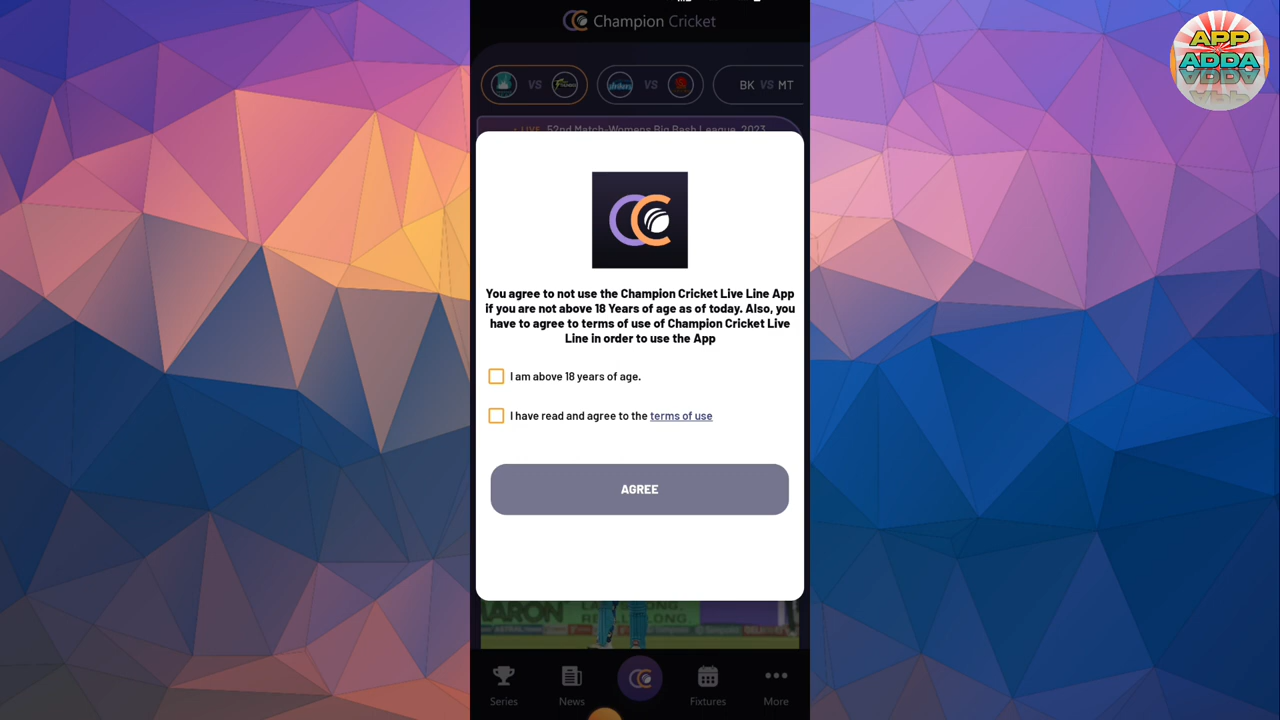 Champion Cricket
APP
ADDA
VS
VS
BK VS MT
LIVE 52nd Match-Womens Big Bash League, 2023
You agree to not use the Champion Cricket Live Line App
if you are not above 18 Years of age as of today. Also, you
have to agree to terms of use of Champion Cricket Live
Line in order to use the App
I am above 18 years of age.
I have read and agree to the terms of use
AGREE
Series
News
Fixtures
More